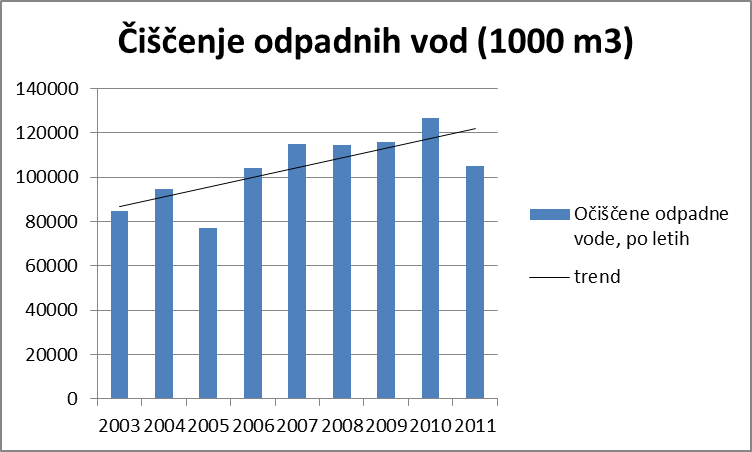 Čiščenje odpadnih vod (1000 m3)
140000
120000
100000
80000
60000
40000
20000
0
2003 2004 2005 2006 2007 2008 2009 2010 2011
Očiščene odpadne
vode, po letih
trend